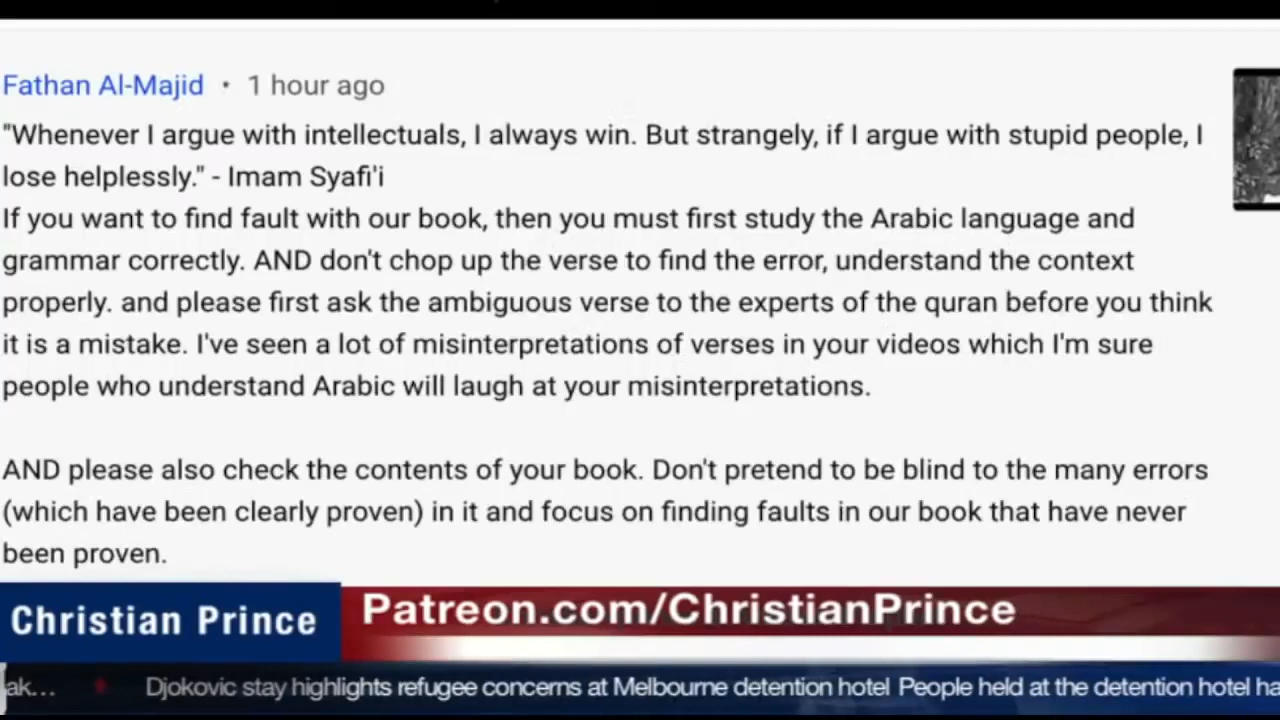 Fathan Al-Majid • 1 hour ago
"Whenever I argue with intellectuals, I always win. But strangely, if I argue with stupid people, I
lose helplessly." - Imam Syafi'i
If you want to find fault with our book, then you must first study the Arabic language and
grammar correctly. AND don't chop up the verse to find the error, understand the context
properly. and please first ask the ambiguous verse to the experts of the quran before you think
it is a mistake. I've seen a lot of misinterpretations of verses in your videos which I'm sure
people who understand Arabic will laugh at your misinterpretations.
AND please also check the contents of your book. Don't pretend to be blind to the many errors
(which have been clearly proven) in it and focus on finding faults in our book that have never
been proven.
Christian Prince
Patreon.com/ChristianPrince
ak... Djokovic stay highlights refugee concerns at Melbourne detention hotel People held at the detention hotel ha